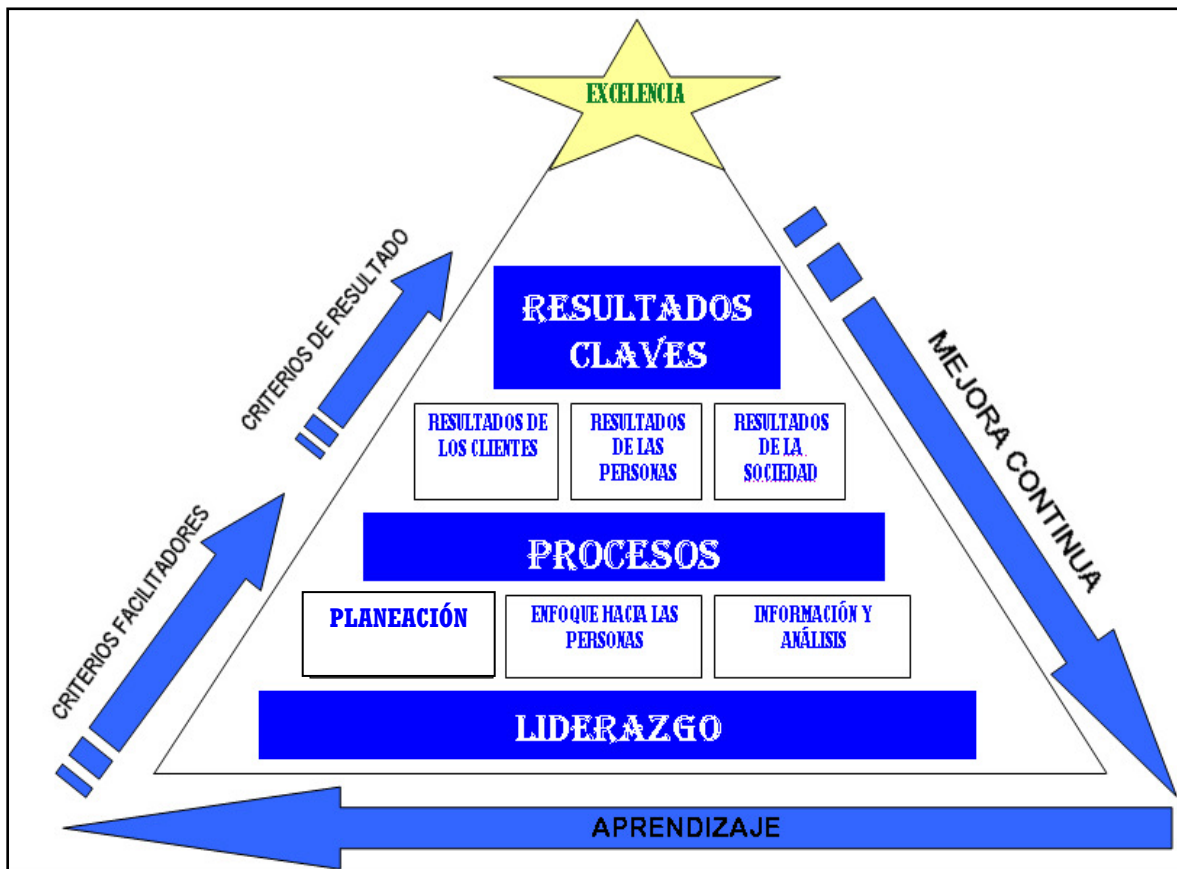 EXCELENCIA
CRITERIOS DE RESULTADO
RESULTADOS
CLAVES
MEJORA CONTINUA
RESULTADOS DE
LOS CLIENTES
RESULTADOS
DE LAS
PERSONAS
RESULTADOS
DE LA
SOCIEDAD
CRITERIOS FACILITADORES
PROCESOS
PLANEACIÓN
ENFOQUE HACIA LAS
PERSONAS
INFORMACIÓN Y
ANÁLISIS
LIDERAZGO
APRENDIZAJE